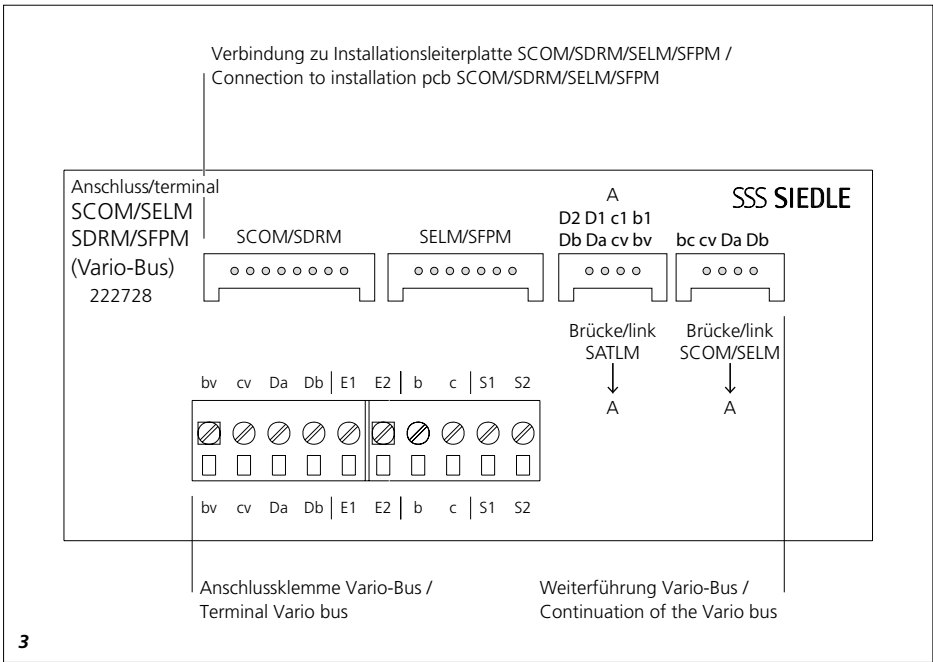 Verbindung zu Installationsleiterplatte SCOM/SDRM/SELM/SFPM /
Connection to installation pcb SCOM/SDRM/SELM/SFPM
Anschluss/terminal
SCOM/SELM
SDRM/SFPM
(Vario-Bus)
222728
SCOM/SDRM
SELM/SFPM
A
D2 D1 c1 b1
Db Da cv bv
bc cv Da Db
SSS SIEDLE
Brücke/link
SATLM
A
Brücke/link
SCOM/SELM
A
bv cv Da Db E1 E2 b c S1 S2
bv cv Da Db E1 E2 b c S1 S2
Anschlussklemme Vario-Bus /
Terminal Vario bus
Weiterführung Vario-Bus /
Continuation of the Vario bus
3